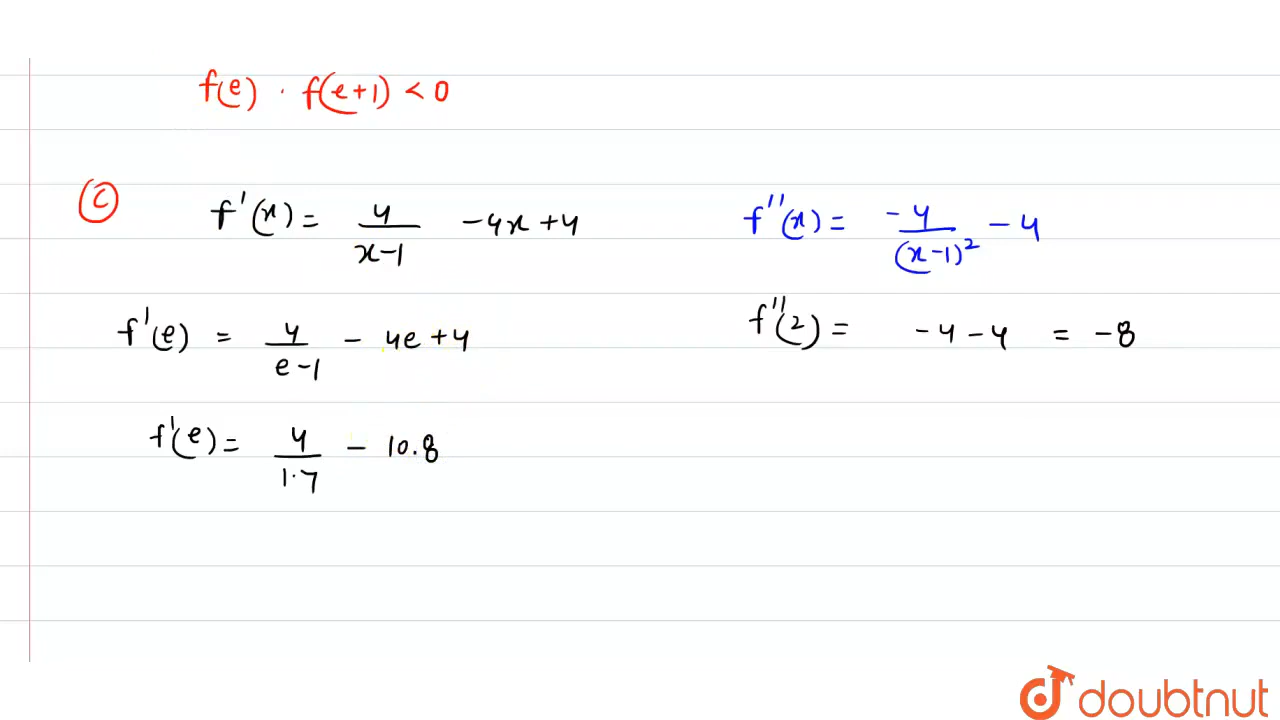 f(e) · f(e+1) < 0
(C) f'(x) = 4/(x-1) - 4x + 4
f''(x) = -4/(x-1)² - 4
f'(e) = 4/(e-1) - 4e + 4
f''(2) = -4 - 4 = -8
f'(e) = 4/1.7 - 10.8
doubtnut